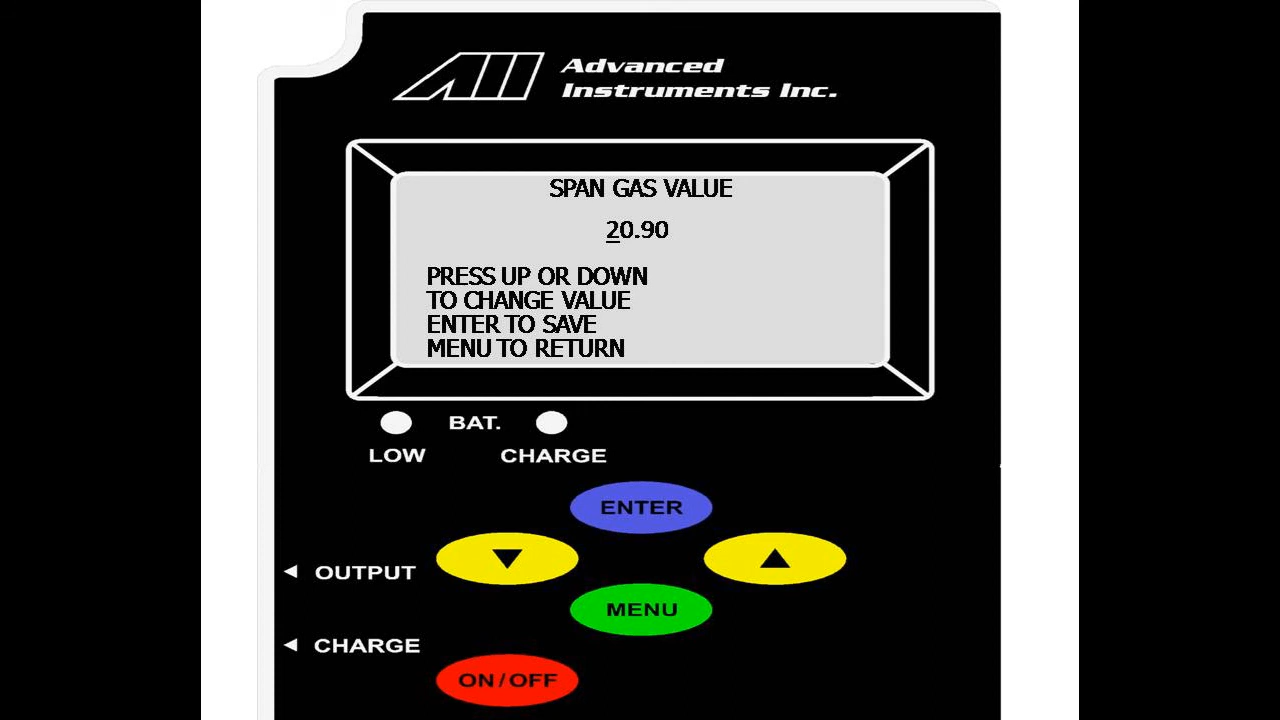 Advanced
Instruments Inc.
SPAN GAS VALUE
20.90
PRESS UP OR DOWN
TO CHANGE VALUE
ENTER TO SAVE
MENU TO RETURN
BAT.
LOW CHARGE
ENTER
OUTPUT
MENU
CHARGE
ON/OFF